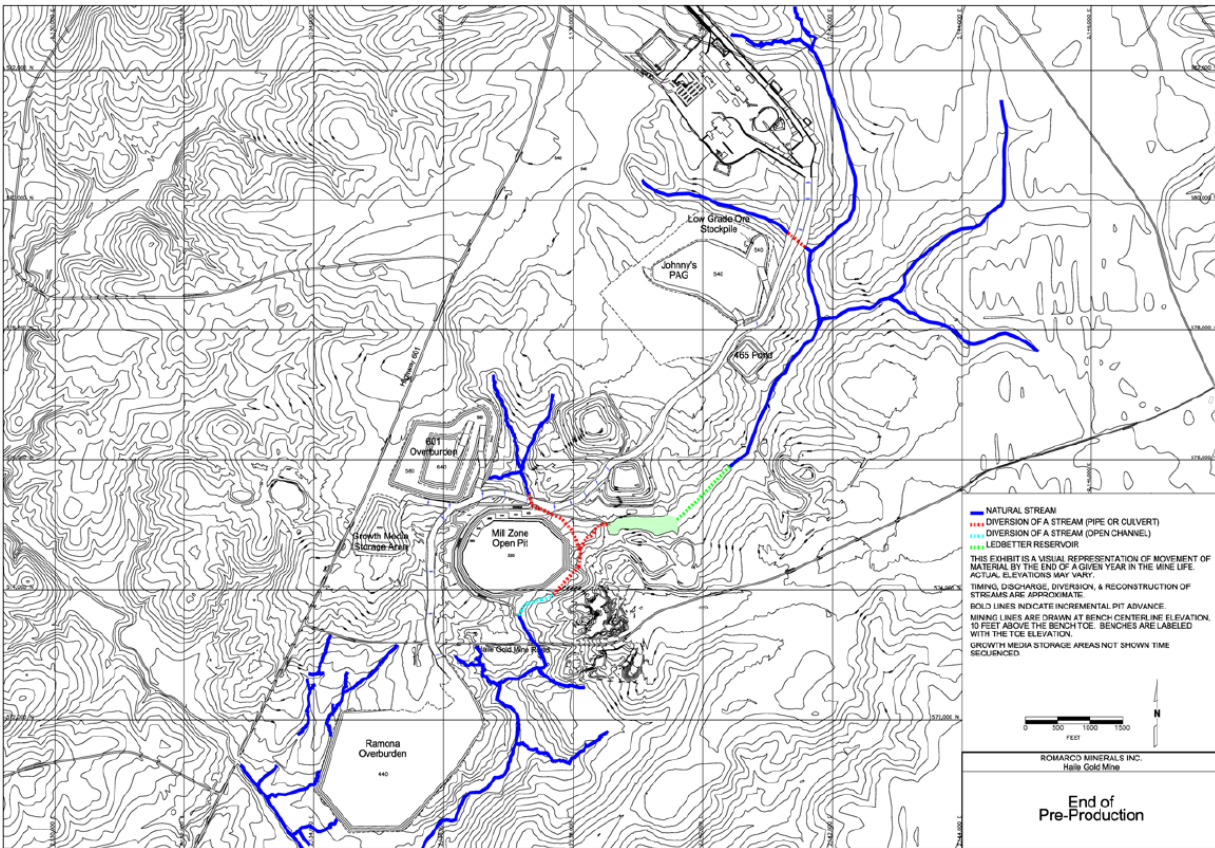 Low Grade Ore
Stockpile
540
Johnny's
PAG
540
465 Pond
Highway 601
601
Overburden
580
640
Growth Media
Storage Area
Mill Zone
Open Pit
Haile Gold Mine Road
Ramona
Overburden
440
NATURAL STREAM
DIVERSION OF A STREAM (PIPE OR CULVERT)
DIVERSION OF A STREAM (OPEN CHANNEL)
LEDBETTER RESERVOIR
THIS EXHIBIT IS A VISUAL REPRESENTATION OF MOVEMENT OF
MATERIAL BY THE END OF A GIVEN YEAR IN THE MINE LIFE.
ACTUAL ELEVATIONS MAY VARY.
TIMING, DISCHARGE, DIVERSION, & RECONSTRUCTION OF
STREAMS ARE APPROXIMATE.
BOLD LINES INDICATE INCREMENTAL PIT ADVANCE.
MINING LINES ARE DRAWN AT BENCH CENTERLINE ELEVATION,
10 FEET ABOVE THE BENCH TOE. BENCHES ARE LABELED
WITH THE TOE ELEVATION.
GROWTH MEDIA STORAGE AREAS NOT SHOWN TIME
SEQUENCED.
N
0 500 1000 1500
FEET
ROMARCO MINERALS INC.
Haile Gold Mine
End of
Pre-Production